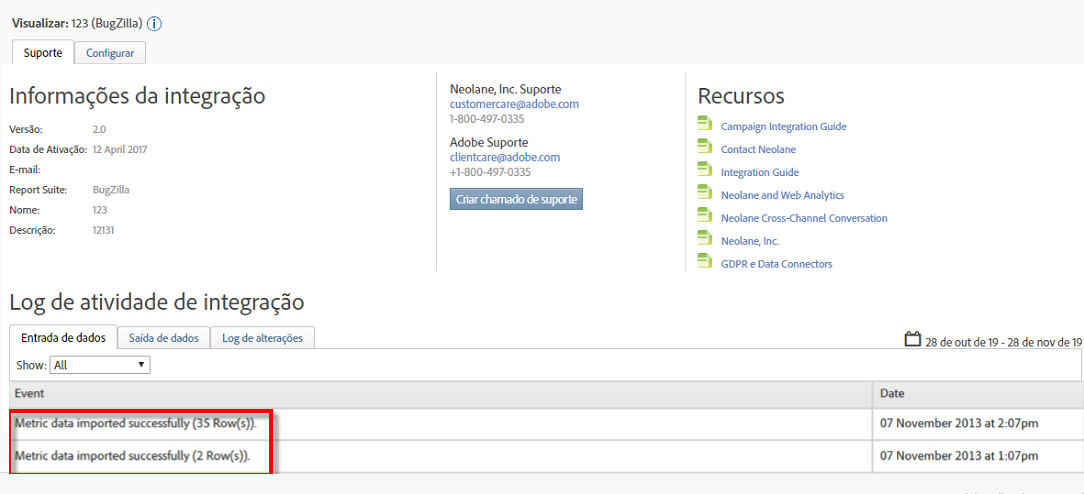 Visualizar: 123 (BugZilla)
Suporte
Configurar
Informações da integração
Versão: 2.0
Data de Ativação: 12 April 2017
E-mail:
Report Suite: BugZilla
Nome: 123
Descrição: 12131
Neolane, Inc. Suporte
customercare@adobe.com
1-800-497-0335
Adobe Suporte
clientcare@adobe.com
+1-800-497-0335
Criar chamado de suporte
Recursos
Campaign Integration Guide
Contact Neolane
Integration Guide
Neolane and Web Analytics
Neolane Cross-Channel Conversation
Neolane, Inc.
GDPR e Data Connectors
Log de atividade de integração
Entrada de dados
Saída de dados
Log de alterações
28 de out de 19 - 28 de nov de 19
Show: All
Event Date
Metric data imported successfully (35 Row(s)). 07 November 2013 at 2:07pm
Metric data imported successfully (2 Row(s)). 07 November 2013 at 1:07pm